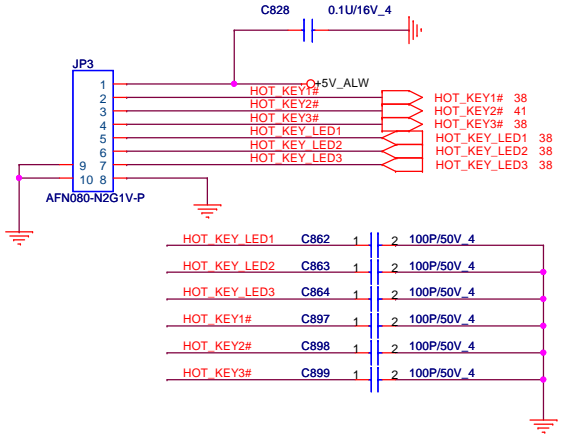 C828 0.1U/16V_4
JP3
1 +5V_ALW
2 HOT_KEY1# HOT_KEY1# 38
3 HOT_KEY2# HOT_KEY2# 41
4 HOT_KEY3# HOT_KEY3# 38
5 HOT_KEY_LED1 HOT_KEY_LED1 38
6 HOT_KEY_LED2 HOT_KEY_LED2 38
9 7 HOT_KEY_LED3 HOT_KEY_LED3 38
10 8
AFN080-N2G1V-P
HOT_KEY_LED1 C862 1 2 100P/50V_4
HOT_KEY_LED2 C863 1 2 100P/50V_4
HOT_KEY_LED3 C864 1 2 100P/50V_4
HOT_KEY1# C897 1 2 100P/50V_4
HOT_KEY2# C898 1 2 100P/50V_4
HOT_KEY3# C899 1 2 100P/50V_4